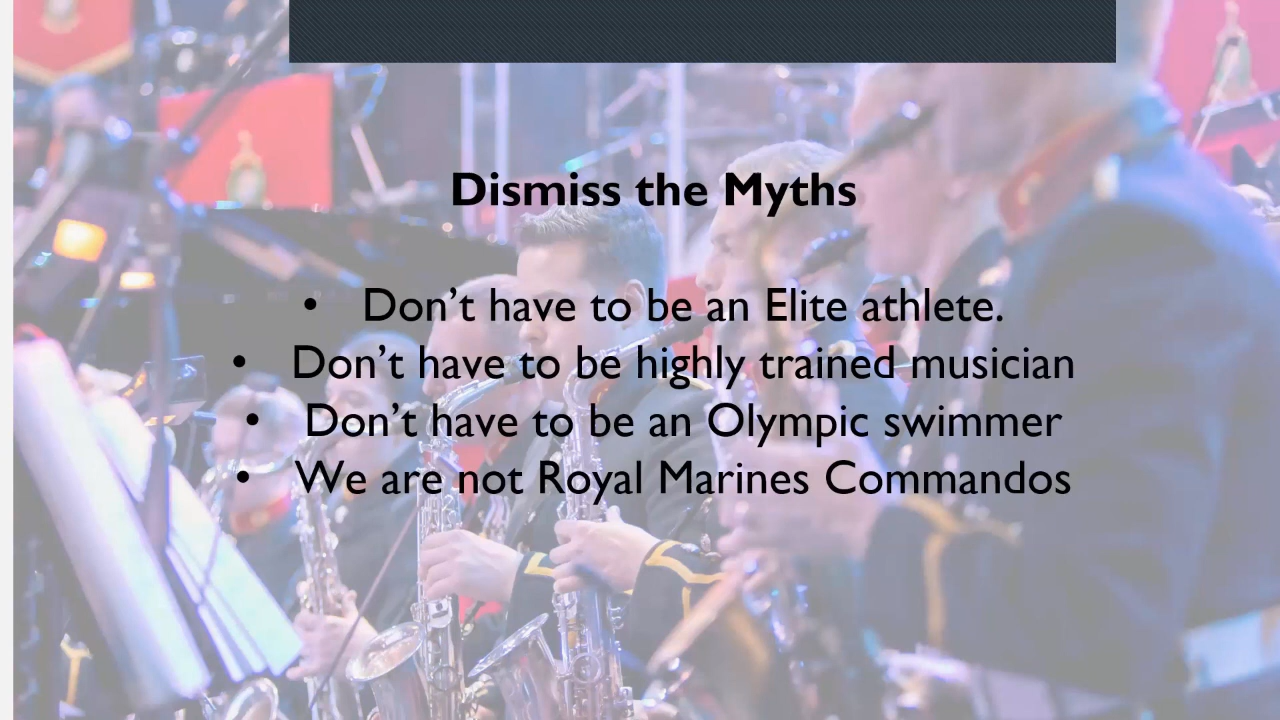 Dismiss the Myths
• Don’t have to be an Elite athlete.
• Don’t have to be highly trained musician
• Don’t have to be an Olympic swimmer
• We are not Royal Marines Commandos